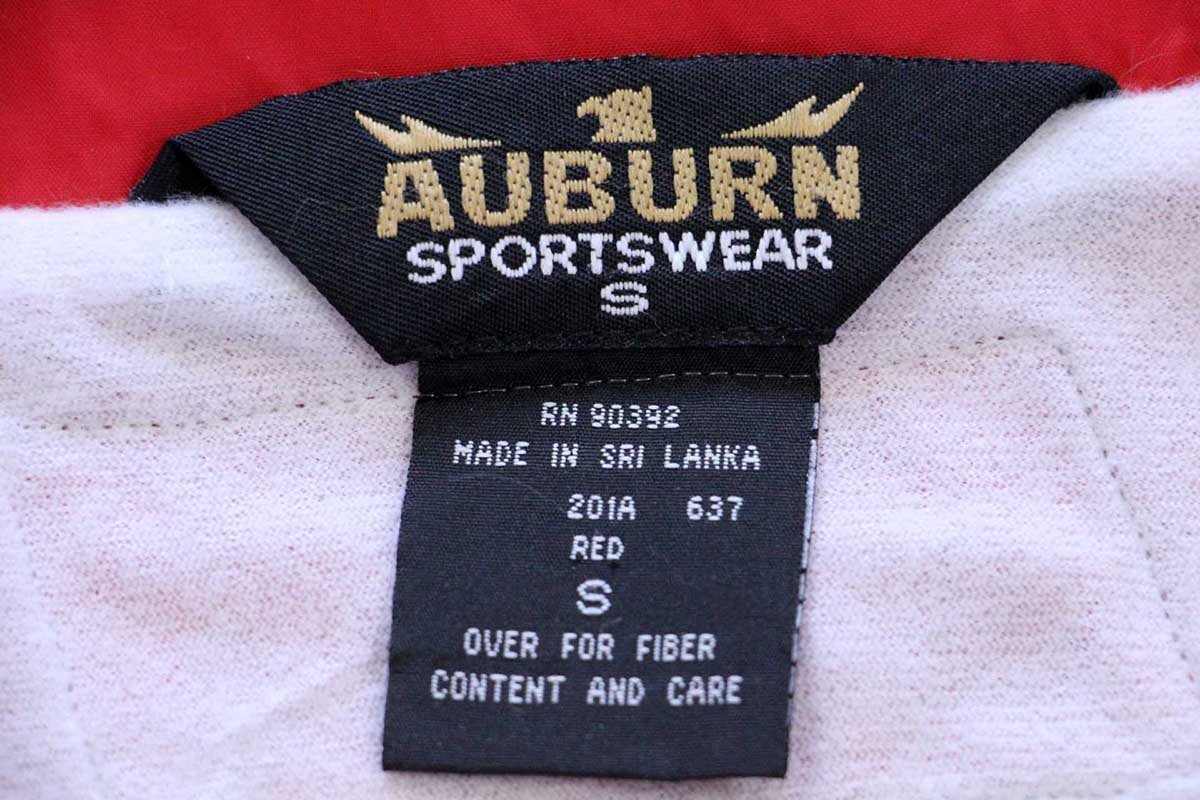 AUBURN
SPORTSWEAR
S
RN 90392
MADE IN SRI LANKA
201A 637
RED
S
OVER FOR FIBER
CONTENT AND CARE